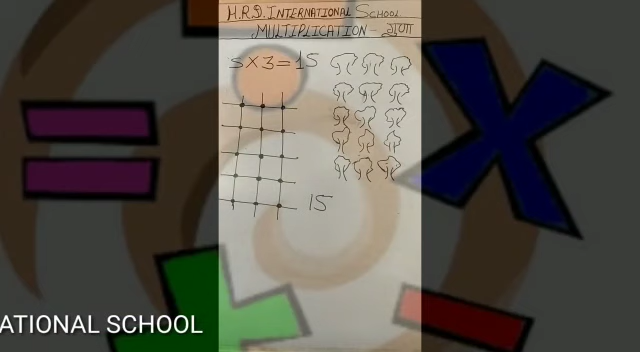 H.R.D. INTERNATIONAL SCHOOL
MULTIPLICATION - गुणा
5 X 3 = 15
15
ATIONAL SCHOOL